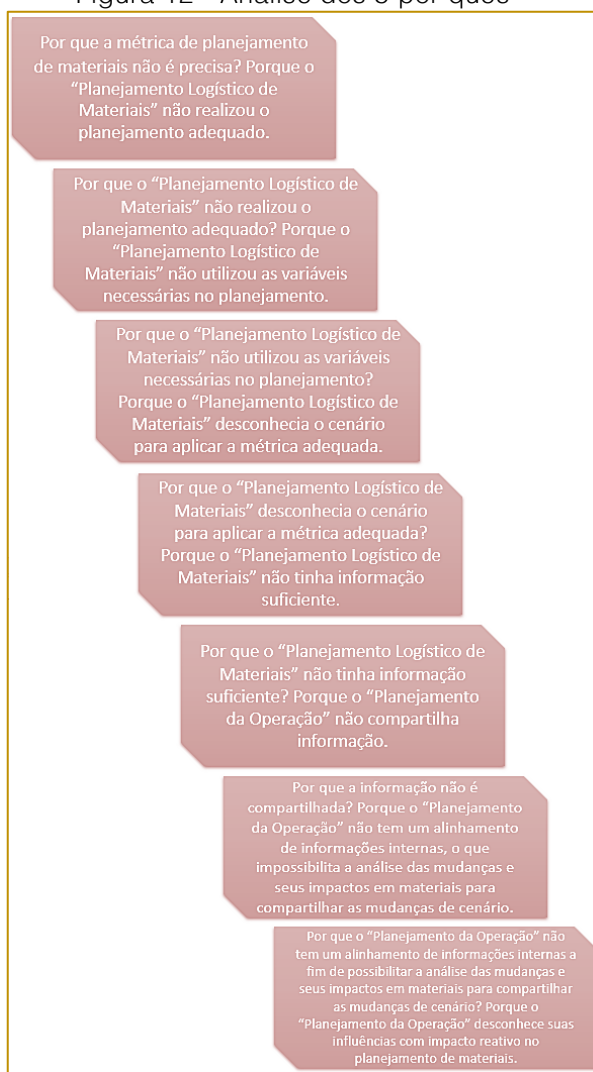 Figura 12 - Análise dos 5 por quês
Por que a métrica de planejamento
de materiais não é precisa? Porque o
“Planejamento Logístico de
Materiais” não realizou o
planejamento adequado.
Por que o “Planejamento Logístico de
Materiais” não realizou o
planejamento adequado? Porque o
“Planejamento Logístico de
Materiais” não utilizou as variáveis
necessárias no planejamento.
Por que o “Planejamento Logístico de
Materiais” não utilizou as variáveis
necessárias no planejamento?
Porque o “Planejamento Logístico de
Materiais” desconhecia o cenário
para aplicar a métrica adequada.
Por que o “Planejamento Logístico de
Materiais” desconhecia o cenário
para aplicar a métrica adequada?
Porque o “Planejamento Logístico de
Materiais” não tinha informação
suficiente.
Por que o “Planejamento Logístico de
Materiais” não tinha informação
suficiente? Porque o “Planejamento
da Operação” não compartilha
informação.
Por que a informação não é
compartilhada? Porque o “Planejamento
da Operação” não tem um alinhamento
de informações internas, o que
impossibilita a análise das mudanças e
seus impactos em materiais para
compartilhar as mudanças de cenário.
Por que o “Planejamento da Operação” não
tem um alinhamento de informações internas a
fim de possibilitar a análise das mudanças e
seus impactos em materiais para compartilhar
as mudanças de cenário? Porque o
“Planejamento da Operação” desconhece suas
influências com impacto reativo no
planejamento de materiais.